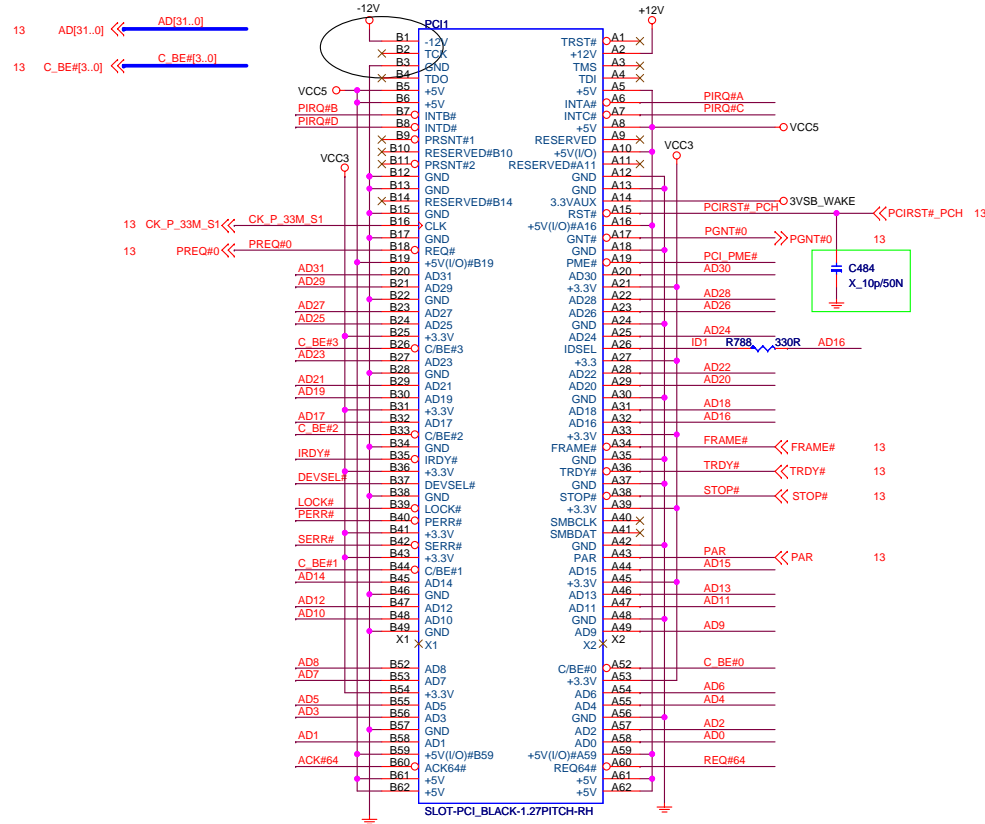 -12V
+12V
PCI1
13 AD[31..0] AD[31..0]
13 C_BE#[3..0] C_BE#[3..0]
B1 -12V TRST# A1
B2 TCK +12V A2
B3 GND TMS A3
B4 TDO TDI A4
VCC5 B5 +5V +5V A5
B6 +5V INTA# A6 PIRQ#A
PIRQ#B B7 INTB# INTC# A7 PIRQ#C
PIRQ#D B8 INTD# +5V A8 VCC5
B9 PRSNT#1 RESERVED A9
B10 RESERVED#B10 +5V(I/O) A10
VCC3 B11 PRSNT#2 RESERVED#A11 A11 VCC3
B12 GND GND A12
B13 GND GND A13
B14 RESERVED#B14 3.3VAUX A14 3VSB_WAKE
B15 GND RST# A15 PCIRST#_PCH PCIRST#_PCH 13
13 CK_P_33M_S1 CK_P_33M_S1 B16 CLK +5V(I/O)#A16 A16
B17 GND GNT# A17 PGNT#0 PGNT#0 13
13 PREQ#0 PREQ#0 B18 REQ# GND A18
B19 +5V(I/O)#B19 PME# A19 PCI_PME#
AD31 B20 AD31 AD30 A20 AD30
C484
X_10p/50N
AD29 B21 AD29 +3.3V A21
B22 GND AD28 A22 AD28
AD27 B23 AD27 AD26 A23 AD26
AD25 B24 AD25 GND A24
B25 +3.3V AD24 A25 AD24
C_BE#3 B26 C/BE#3 IDSEL A26 ID1 R788 330R AD16
AD23 B27 AD23 +3.3 A27
B28 GND AD22 A28 AD22
AD21 B29 AD21 AD20 A29 AD20
AD19 B30 AD19 GND A30
B31 +3.3V AD18 A31 AD18
AD17 B32 AD17 AD16 A32 AD16
C_BE#2 B33 C/BE#2 +3.3V A33
B34 GND FRAME# A34 FRAME# FRAME# 13
IRDY# B35 IRDY# GND A35
B36 +3.3V TRDY# A36 TRDY# TRDY# 13
DEVSEL# B37 DEVSEL# GND A37
B38 GND STOP# A38 STOP# STOP# 13
LOCK# B39 LOCK# +3.3V A39
PERR# B40 PERR# SMBCLK A40
B41 +3.3V SMBDAT A41
SERR# B42 SERR# GND A42
B43 +3.3V PAR A43 PAR PAR 13
C_BE#1 B44 C/BE#1 AD15 A44 AD15
AD14 B45 AD14 +3.3V A45
B46 GND AD13 A46 AD13
AD12 B47 AD12 AD11 A47 AD11
AD10 B48 AD10 GND A48
B49 GND AD9 A49 AD9
X1 X1 X2 X2
AD8 B52 AD8 C/BE#0 A52 C_BE#0
AD7 B53 AD7 +3.3V A53
B54 +3.3V AD6 A54 AD6
AD5 B55 AD5 AD4 A55 AD4
AD3 B56 AD3 GND A56
B57 GND AD2 A57 AD2
AD1 B58 AD1 AD0 A58 AD0
B59 +5V(I/O)#B59 +5V(I/O)#A59 A59
ACK#64 B60 ACK64# REQ64# A60 REQ#64
B61 +5V +5V A61
B62 +5V +5V A62
SLOT-PCI_BLACK-1.27PITCH-RH